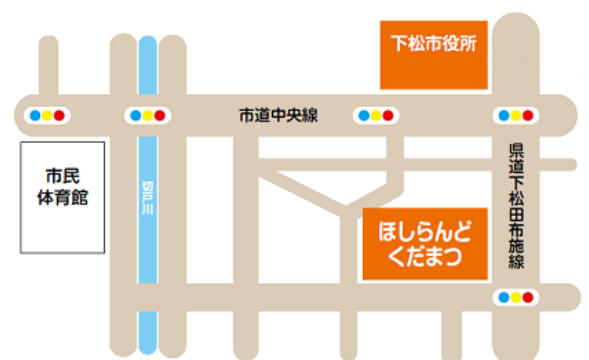 下松市役所
市道中央線
市民
体育館
切戸川
県道下松田布施線
ほしらんど
くだまつ